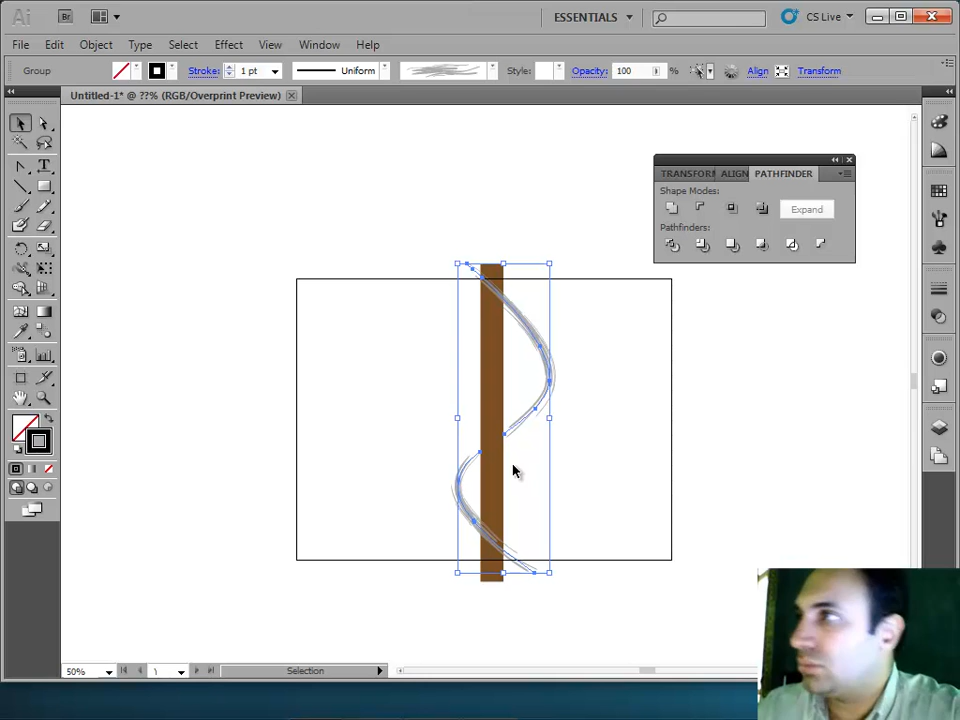 Ai Br ESSENTIALS CS Live
File Edit Object Type Select Effect View Window Help
Group Stroke: 1 pt Uniform Style: Opacity: 100 % Align Transform
Untitled-1* @ ??% (RGB/Overprint Preview)
TRANSFORM ALIGN PATHFINDER
Shape Modes:
Expand
Pathfinders:
50% ١ Selection